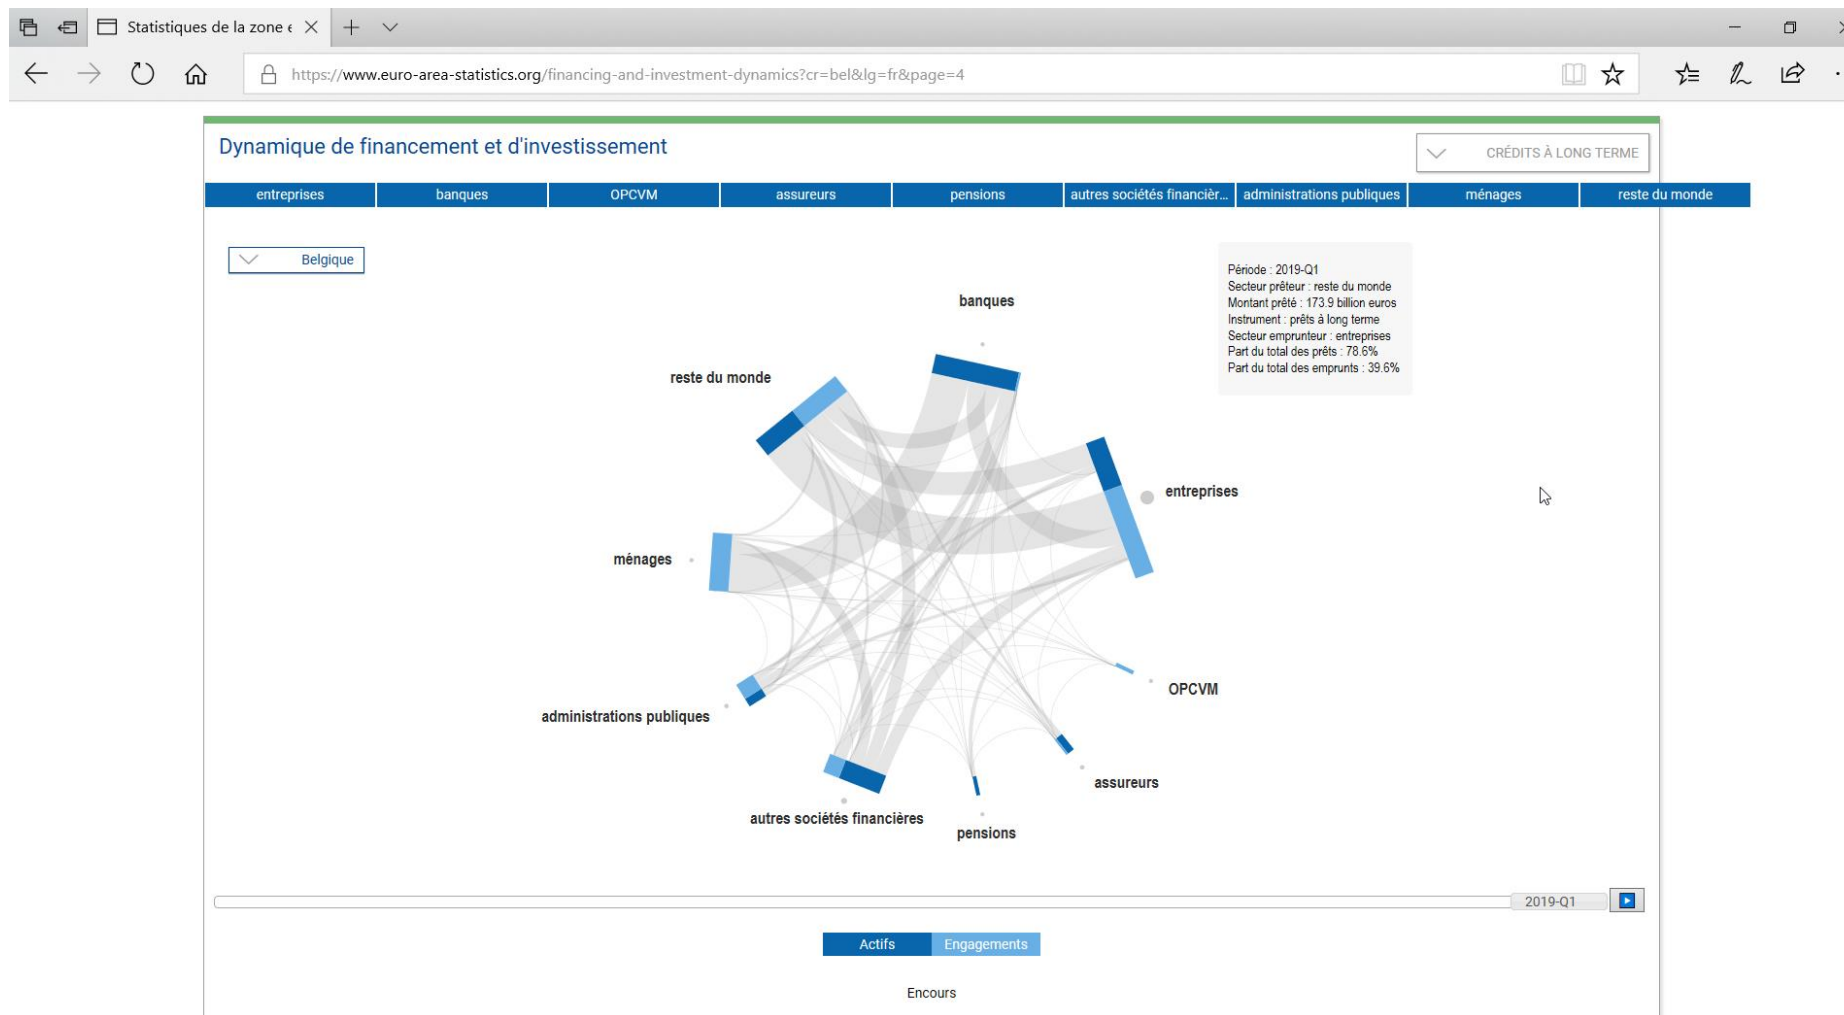 Statistiques de la zone e
https://www.euro-area-statistics.org/financing-and-investment-dynamics?cr=bel&lg=fr&page=4
Dynamique de financement et d'investissement
CRÉDITS À LONG TERME
entreprises banques OPCVM assureurs pensions autres sociétés financièr... administrations publiques ménages reste du monde
Belgique
Période : 2019-Q1
Secteur prêteur : reste du monde
Montant prêté : 173.9 billion euros
Instrument : prêts à long terme
Secteur emprunteur : entreprises
Part du total des prêts : 78.6%
Part du total des emprunts : 39.6%
banques
reste du monde
entreprises
ménages
OPCVM
administrations publiques
assureurs
autres sociétés financières
pensions
2019-Q1
Actifs Engagements
Encours